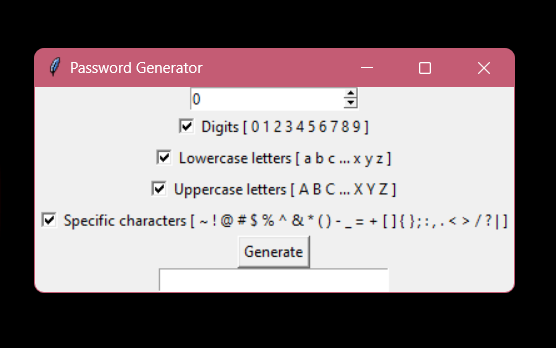 Password Generator
0
Digits [ 0 1 2 3 4 5 6 7 8 9 ]
Lowercase letters [ a b c ... x y z ]
Uppercase letters [ A B C ... X Y Z ]
Specific characters [ ~ ! @ # $ % ^ & * ( ) - _ = + [ ] { } ; : , . < > / ? | ]
Generate